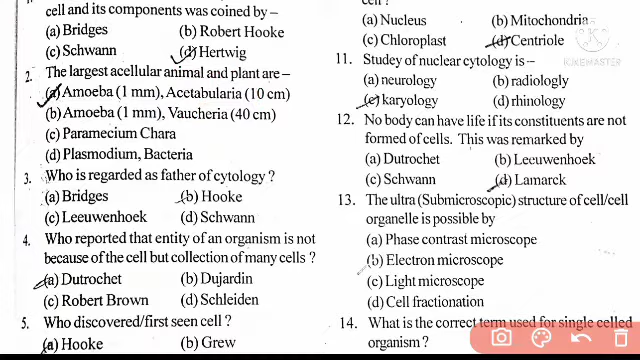 cell and its components was coined by –
(a) Bridges (b) Robert Hooke
(c) Schwann (d) Hertwig
2. The largest acellular animal and plant are –
(a) Amoeba (1 mm), Acetabularia (10 cm)
(b) Amoeba (1 mm), Vaucheria (40 cm)
(c) Paramecium Chara
(d) Plasmodium, Bacteria
3. Who is regarded as father of cytology ?
(a) Bridges (b) Hooke
(c) Leeuwenhoek (d) Schwann
4. Who reported that entity of an organism is not
because of the cell but collection of many cells ?
(a) Dutrochet (b) Dujardin
(c) Robert Brown (d) Schleiden
5. Who discovered/first seen cell ?
(a) Hooke (b) Grew
cell ?
(a) Nucleus (b) Mitochondria
(c) Chloroplast (d) Centriole
11. Studey of nuclear cytology is –
(a) neurology (b) radiologly
(c) karyology (d) rhinology
12. No body can have life if its constituents are not
formed of cells. This was remarked by
(a) Dutrochet (b) Leeuwenhoek
(c) Schwann (d) Lamarck
13. The ultra (Submicroscopic) structure of cell/cell
organelle is possible by
(a) Phase contrast microscope
(b) Electron microscope
(c) Light microscope
(d) Cell fractionation
14. What is the correct term used for single celled
organism ?
KINEMASTER